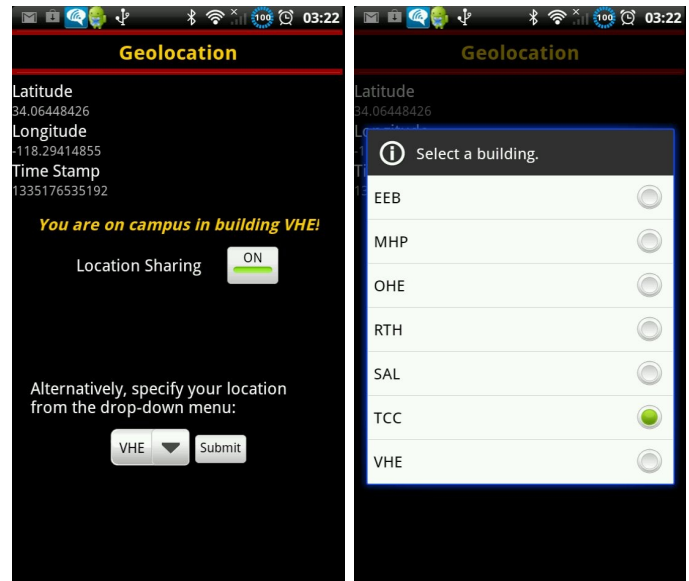 100 03:22
Geolocation
Latitude
34.06448426
Longitude
-118.29414855
Time Stamp
1335176535192
You are on campus in building VHE!
Location Sharing
ON
Alternatively, specify your location
from the drop-down menu:
VHE
Submit
100 03:22
Geolocation
Latitude
34.06448426
Select a building.
EEB
MHP
OHE
RTH
SAL
TCC
VHE